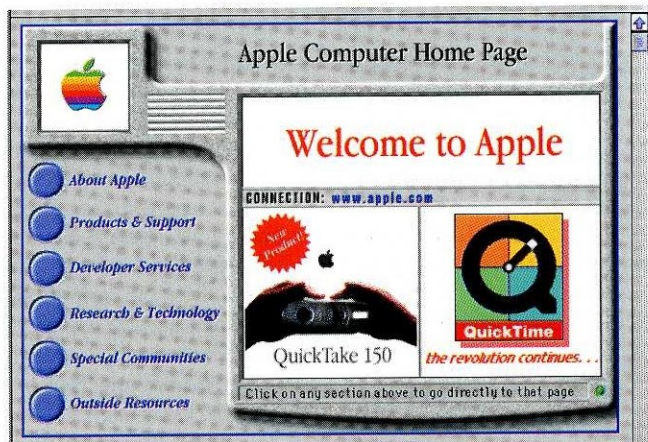 Apple Computer Home Page
Welcome to Apple
CONNECTION: www.apple.com
About Apple
Products & Support
Developer Services
Research & Technology
Special Communities
Outside Resources
New Product!
QuickTake 150
QuickTime
the revolution continues. . .
Click on any section above to go directly to that page